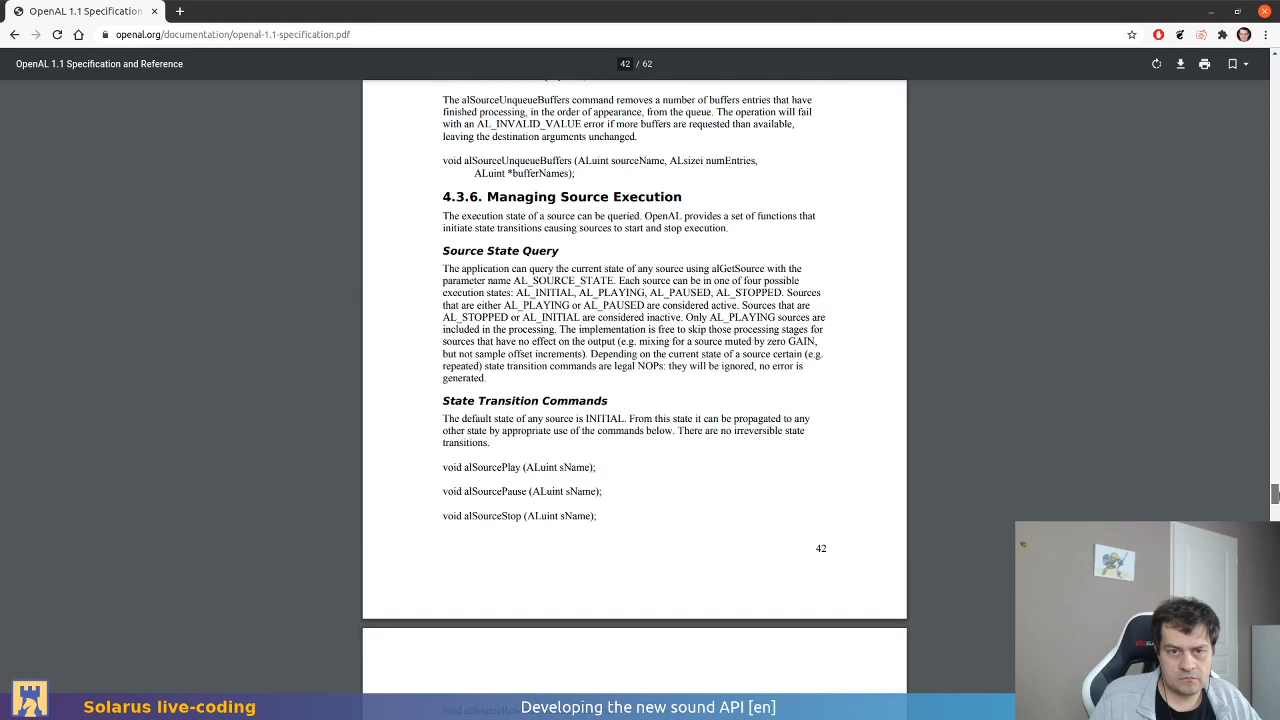 OpenAL 1.1 Specification
openal.org/documentation/openal-1.1-specification.pdf
OpenAL 1.1 Specification and Reference
42 / 62
The alSourceUnqueueBuffers command removes a number of buffers entries that have
finished processing, in the order of appearance, from the queue. The operation will fail
with an AL_INVALID_VALUE error if more buffers are requested than available,
leaving the destination arguments unchanged.
void alSourceUnqueueBuffers (ALuint sourceName, ALsizei numEntries,
ALuint *bufferNames);
4.3.6. Managing Source Execution
The execution state of a source can be queried. OpenAL provides a set of functions that
initiate state transitions causing sources to start and stop execution.
Source State Query
The application can query the current state of any source using alGetSource with the
parameter name AL_SOURCE_STATE. Each source can be in one of four possible
execution states: AL_INITIAL, AL_PLAYING, AL_PAUSED, AL_STOPPED. Sources
that are either AL_PLAYING or AL_PAUSED are considered active. Sources that are
AL_STOPPED or AL_INITIAL are considered inactive. Only AL_PLAYING sources are
included in the processing. The implementation is free to skip those processing stages for
sources that have no effect on the output (e.g. mixing for a source muted by zero GAIN,
but not sample offset increments). Depending on the current state of a source certain (e.g.
repeated) state transition commands are legal NOPs: they will be ignored, no error is
generated.
State Transition Commands
The default state of any source is INITIAL. From this state it can be propagated to any
other state by appropriate use of the commands below. There are no irreversible state
transitions.
void alSourcePlay (ALuint sName);
void alSourcePause (ALuint sName);
void alSourceStop (ALuint sName);
42
Solarus live-coding
Developing the new sound API [en]